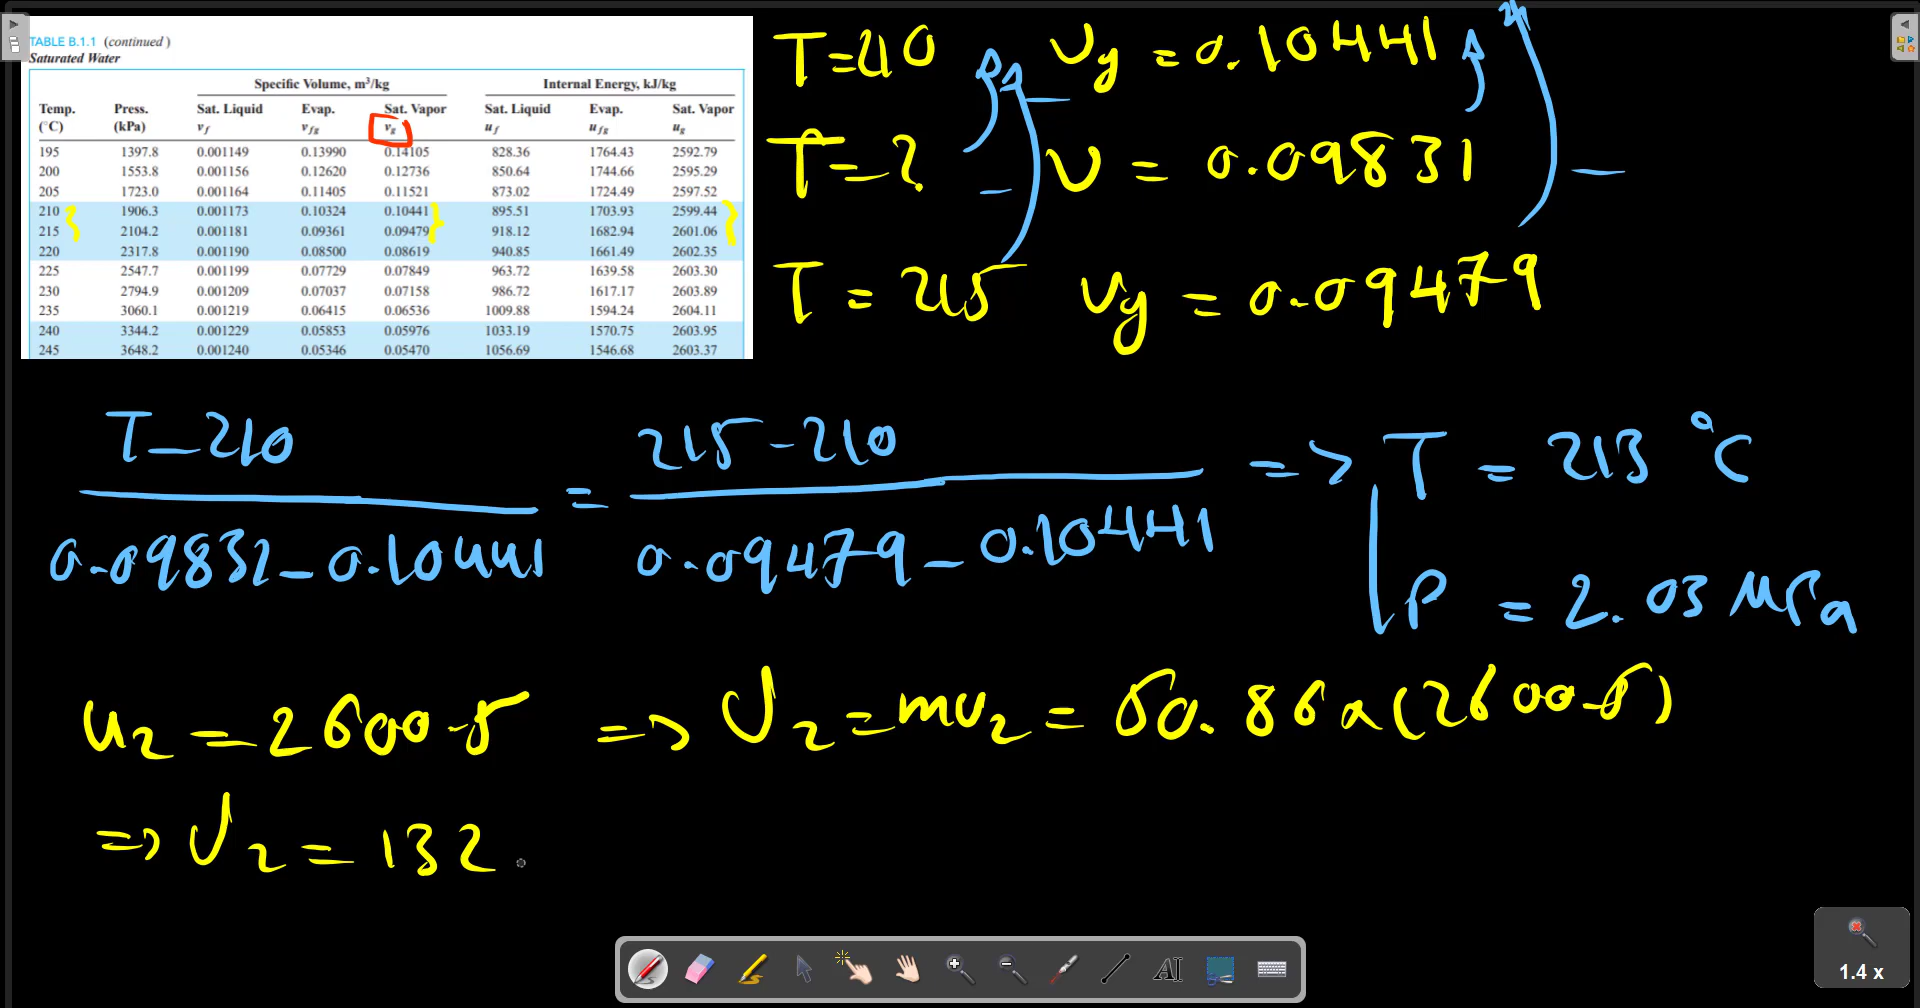 TABLE B.1.1 (continued)
Saturated Water
Specific Volume, m³/kg Internal Energy, kJ/kg
Temp. Press. Sat. Liquid Evap. Sat. Vapor Sat. Liquid Evap. Sat. Vapor
(°C) (kPa) vf vfg vg uf ufg ug
195 1397.8 0.001149 0.13990 0.14105 828.36 1764.43 2592.79
200 1553.8 0.001156 0.12620 0.12736 850.64 1744.66 2595.29
205 1723.0 0.001164 0.11405 0.11521 873.02 1724.49 2597.52
210 1906.3 0.001173 0.10324 0.10441 895.51 1703.93 2599.44
215 2104.2 0.001181 0.09361 0.09479 918.12 1682.94 2601.06
220 2317.8 0.001190 0.08500 0.08619 940.85 1661.49 2602.35
225 2547.7 0.001199 0.07729 0.07849 963.72 1639.58 2603.30
230 2794.9 0.001209 0.07037 0.07158 986.72 1617.17 2603.89
235 3060.1 0.001219 0.06415 0.06536 1009.88 1594.24 2604.11
240 3344.2 0.001229 0.05853 0.05976 1033.19 1570.75 2603.95
245 3648.2 0.001240 0.05346 0.05470 1056.69 1546.68 2603.37
T=210 vg = 0.10441
T=? v = 0.09831
T = 215 vg = 0.09479
T-210 / 0.09832-0.10441 = 215-210 / 0.09479-0.10441 => T = 213 °C
P = 2.03 MPa
u2 = 2600.5 => U2 = mu2 = 50.86 x (2600.5)
=> U2 = 132
AI
1.4 x